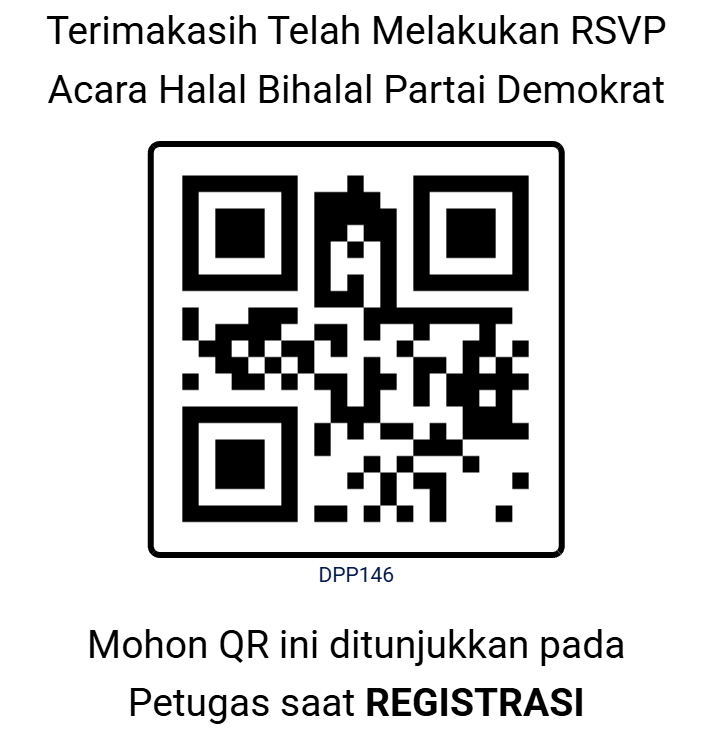 Terimakasih Telah Melakukan RSVP
Acara Halal Bihalal Partai Demokrat
DPP146
Mohon QR ini ditunjukkan pada
Petugas saat REGISTRASI